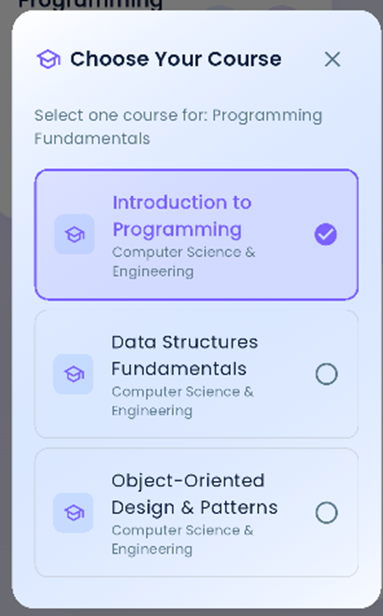 Programming
Choose Your Course
Select one course for: Programming
Fundamentals
Introduction to
Programming
Computer Science &
Engineering
Data Structures
Fundamentals
Computer Science &
Engineering
Object-Oriented
Design & Patterns
Computer Science &
Engineering